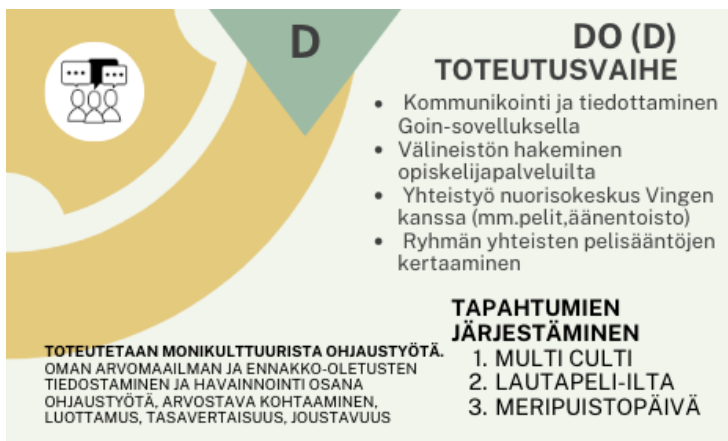 D
DO (D)
TOTEUTUSVAIHE
• Kommunikointi ja tiedottaminen
Goin-sovelluksella
• Välineistön hakeminen
opiskelijapalveluilta
• Yhteistyö nuorisokeskus Vingen
kanssa (mm.pelit,äänentoisto)
• Ryhmän yhteisten pelisääntöjen
kertaaminen
TAPAHTUMIEN
JÄRJESTÄMINEN
1. MULTI CULTI
2. LAUTAPELI-ILTA
3. MERIPUISTOPÄIVÄ
TOTEUTETAAN MONIKULTTUURISTA OHJAUSTYÖTÄ.
OMAN ARVOMAAILMAN JA ENNAKKO-OLETUSTEN
TIEDOSTAMINEN JA HAVAINNOINTI OSANA
OHJAUSTYÖTÄ, ARVOSTAVA KOHTAAMINEN,
LUOTTAMUS, TASAVERTAISUUS, JOUSTAVUUS